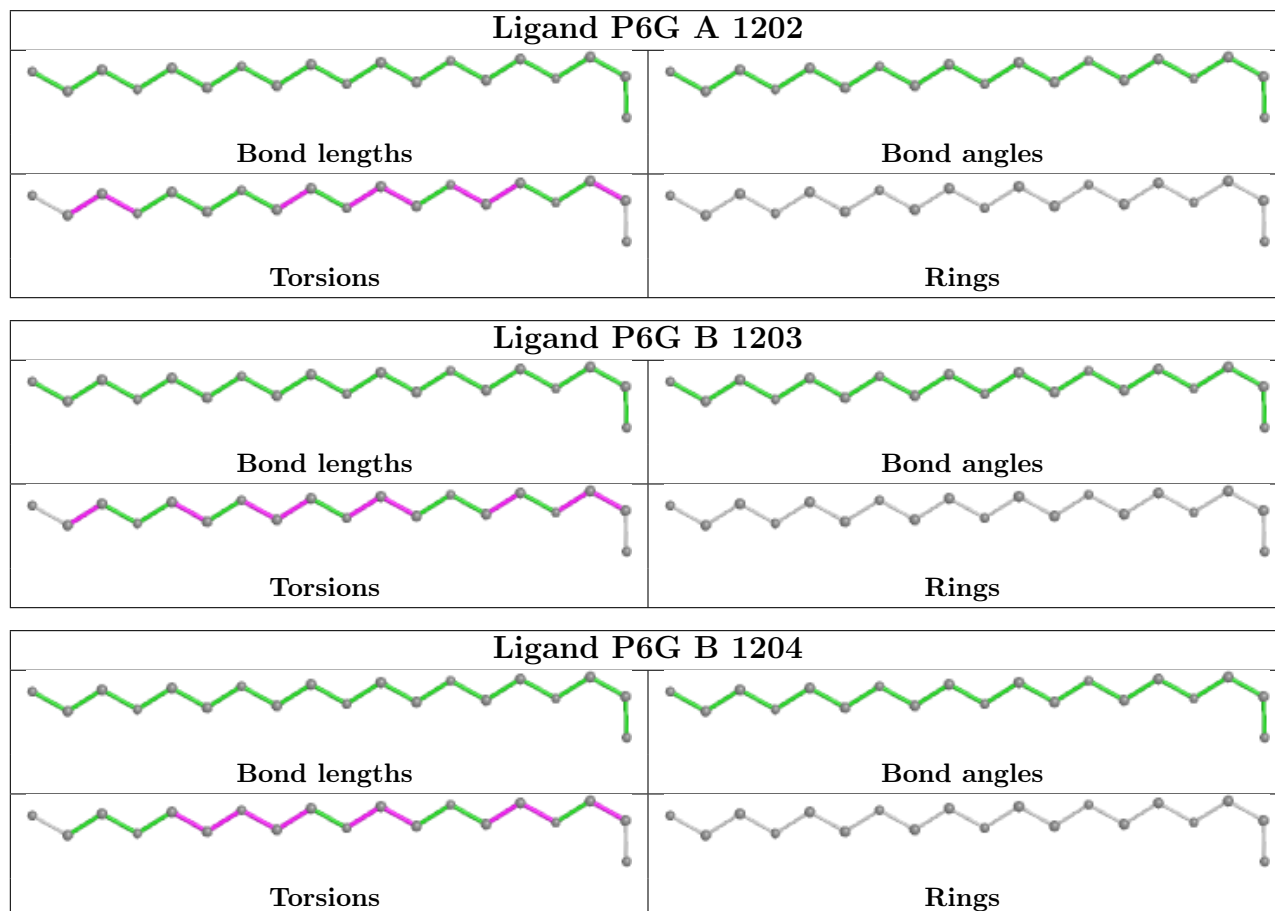 Ligand P6G A 1202
Bond lengths
Bond angles
Torsions
Rings
Ligand P6G B 1203
Bond lengths
Bond angles
Torsions
Rings
Ligand P6G B 1204
Bond lengths
Bond angles
Torsions
Rings